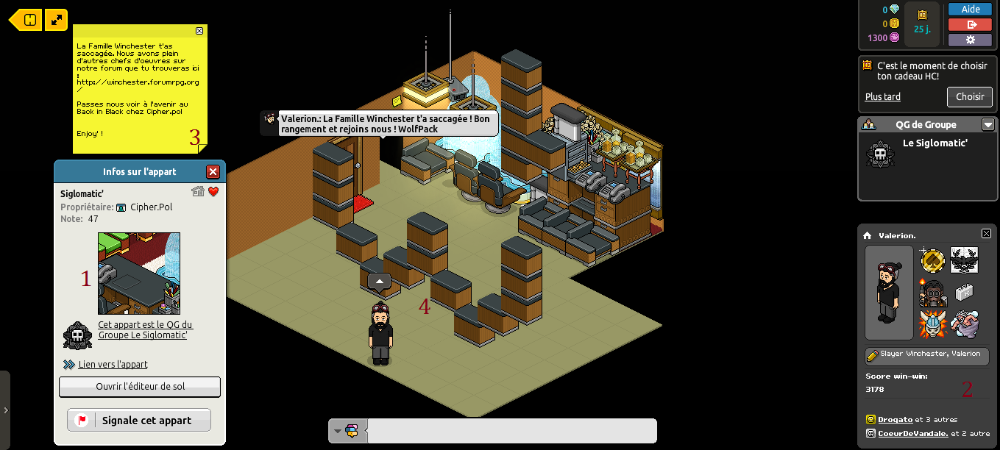 La Famille Winchester t'as
saccagée. Nous avons plein
d'autres chefs d'oeuvres sur
notre forum que tu trouveras ici
:
http://winchester.forumrpg.org
/
Passes nous voir à l'avenir au
Back in Black chez Cipher.pol
Enjoy' !
3
Infos sur l'appart
Siglomatic'
Propriétaire: Cipher.Pol
Note: 47
1
Cet appart est le QG du
Groupe Le Siglomatic'
Lien vers l'appart
Ouvrir l'éditeur de sol
Signale cet appart
Valerion.: La Famille Winchester t'a saccagée ! Bon
rangement et rejoins nous ! WolfPack
4
0
0
1300
HC
25 j.
Aide
HC
C'est le moment de choisir
ton cadeau HC!
Plus tard
Choisir
QG de Groupe
Le Siglomatic'
Valerion.
Slayer Winchester, Valerion
Score win-win:
3178
2
Droqato et 3 autres
CoeurDeVandale. et 2 autre